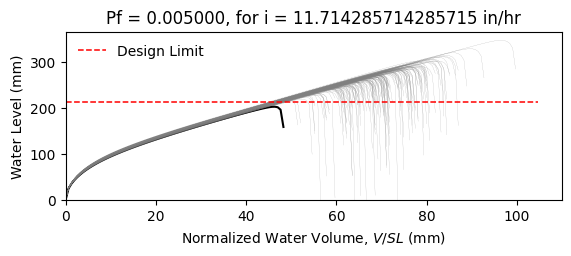 Pf = 0.005000, for i = 11.714285714285715 in/hr
Design Limit
Water Level (mm)
300
200
100
0
0 20 40 60 80 100
Normalized Water Volume, V/SL (mm)